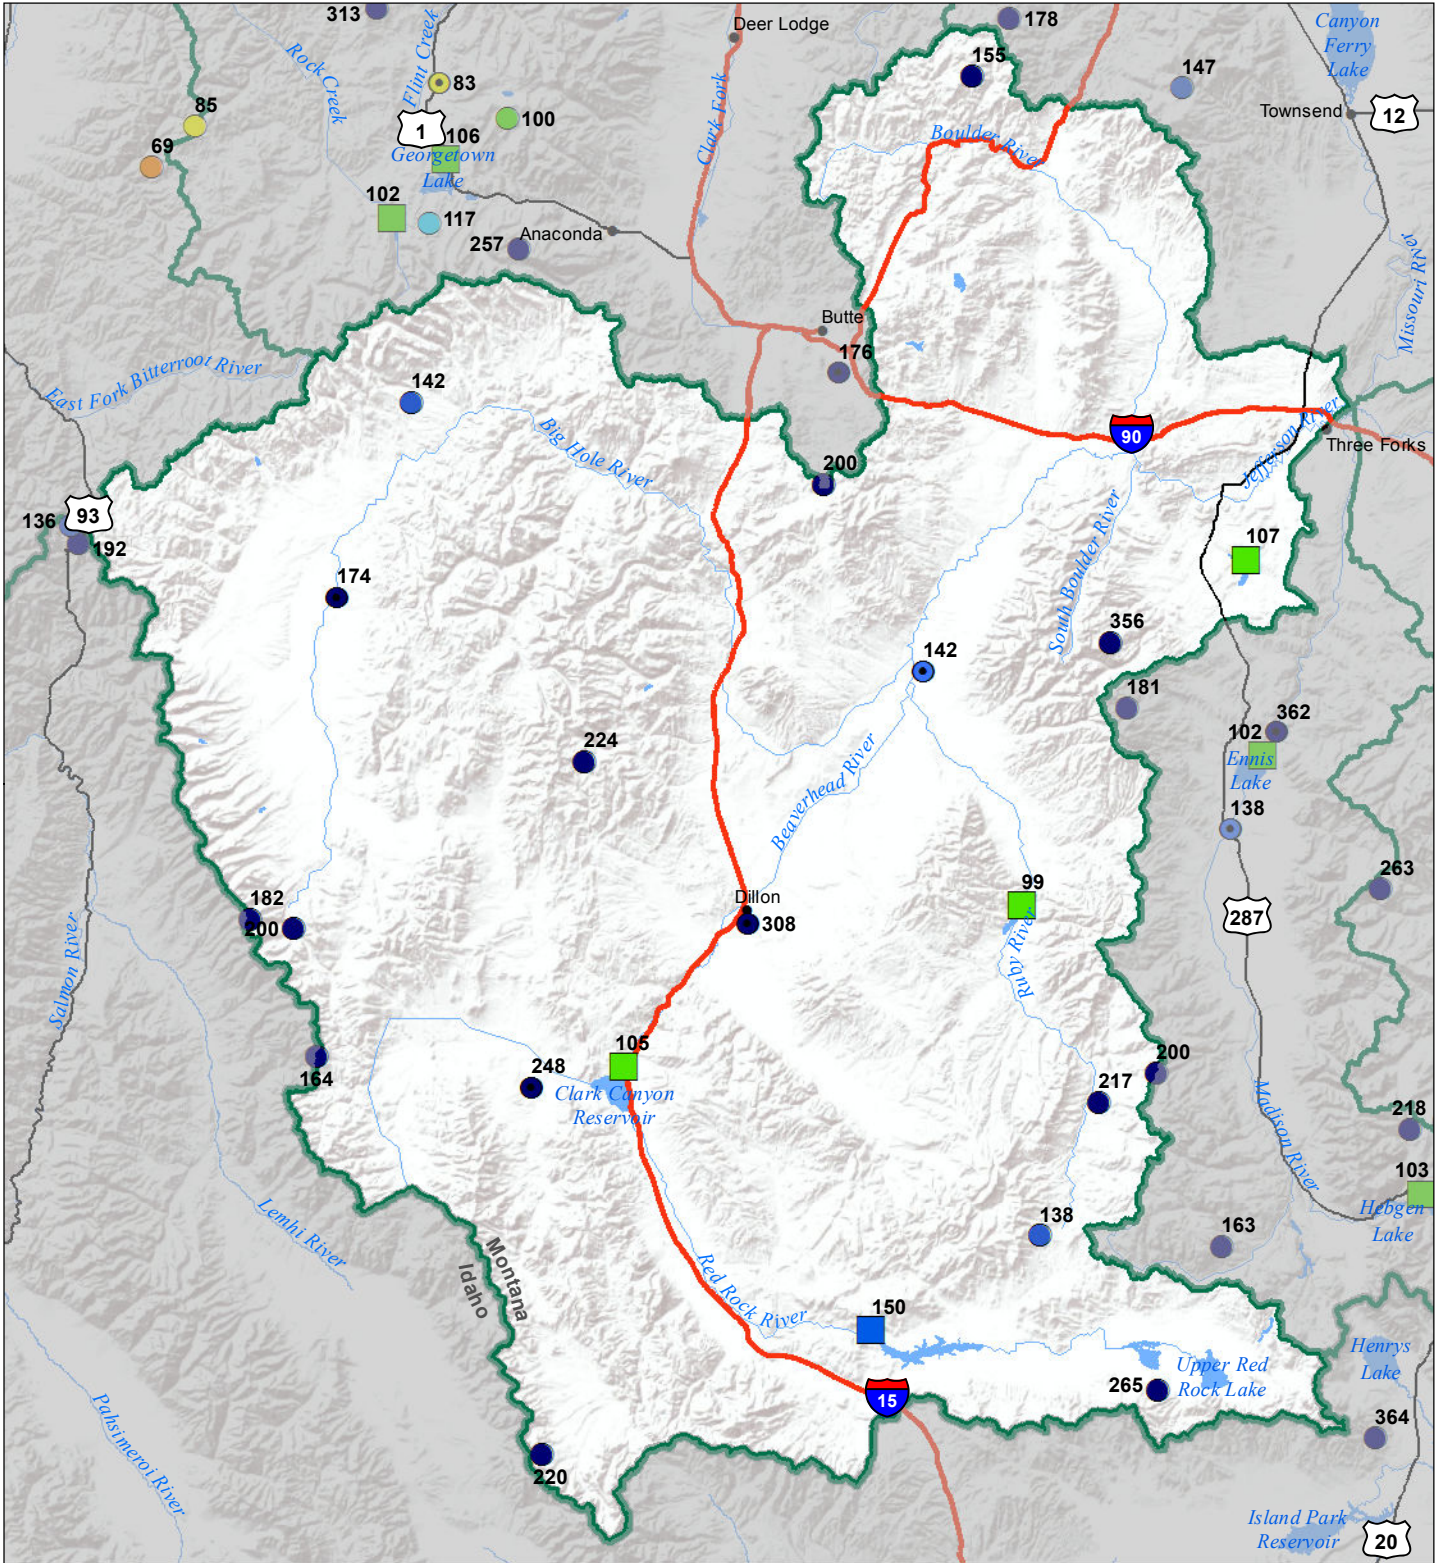 313
Deer Lodge
178
Canyon
Ferry
Lake
Rock Creek
Flint Creek
83
155
147
Townsend
12
85
100
1
106
Georgetown
Lake
Clark Fork
Boulder River
69
102
117
257
Anaconda
Missouri River
Butte
176
East Fork Bitterroot River
142
Big Hole River
90
Jefferson River
Three Forks
200
93
136
192
South Boulder River
107
174
356
142
181
362
102
Ennis
Lake
224
Beaverhead River
138
263
99
182
200
Dillon
308
287
Salmon River
Ruby River
105
164
248
Clark Canyon
Reservoir
200
217
Madison River
218
103
Hebgen
Lake
Lemhi River
138
163
Montana
Idaho
Red Rock River
150
Henrys
Lake
Upper Red
Rock Lake
265
15
Pahsimeroi River
364
220
Island Park
Reservoir
20